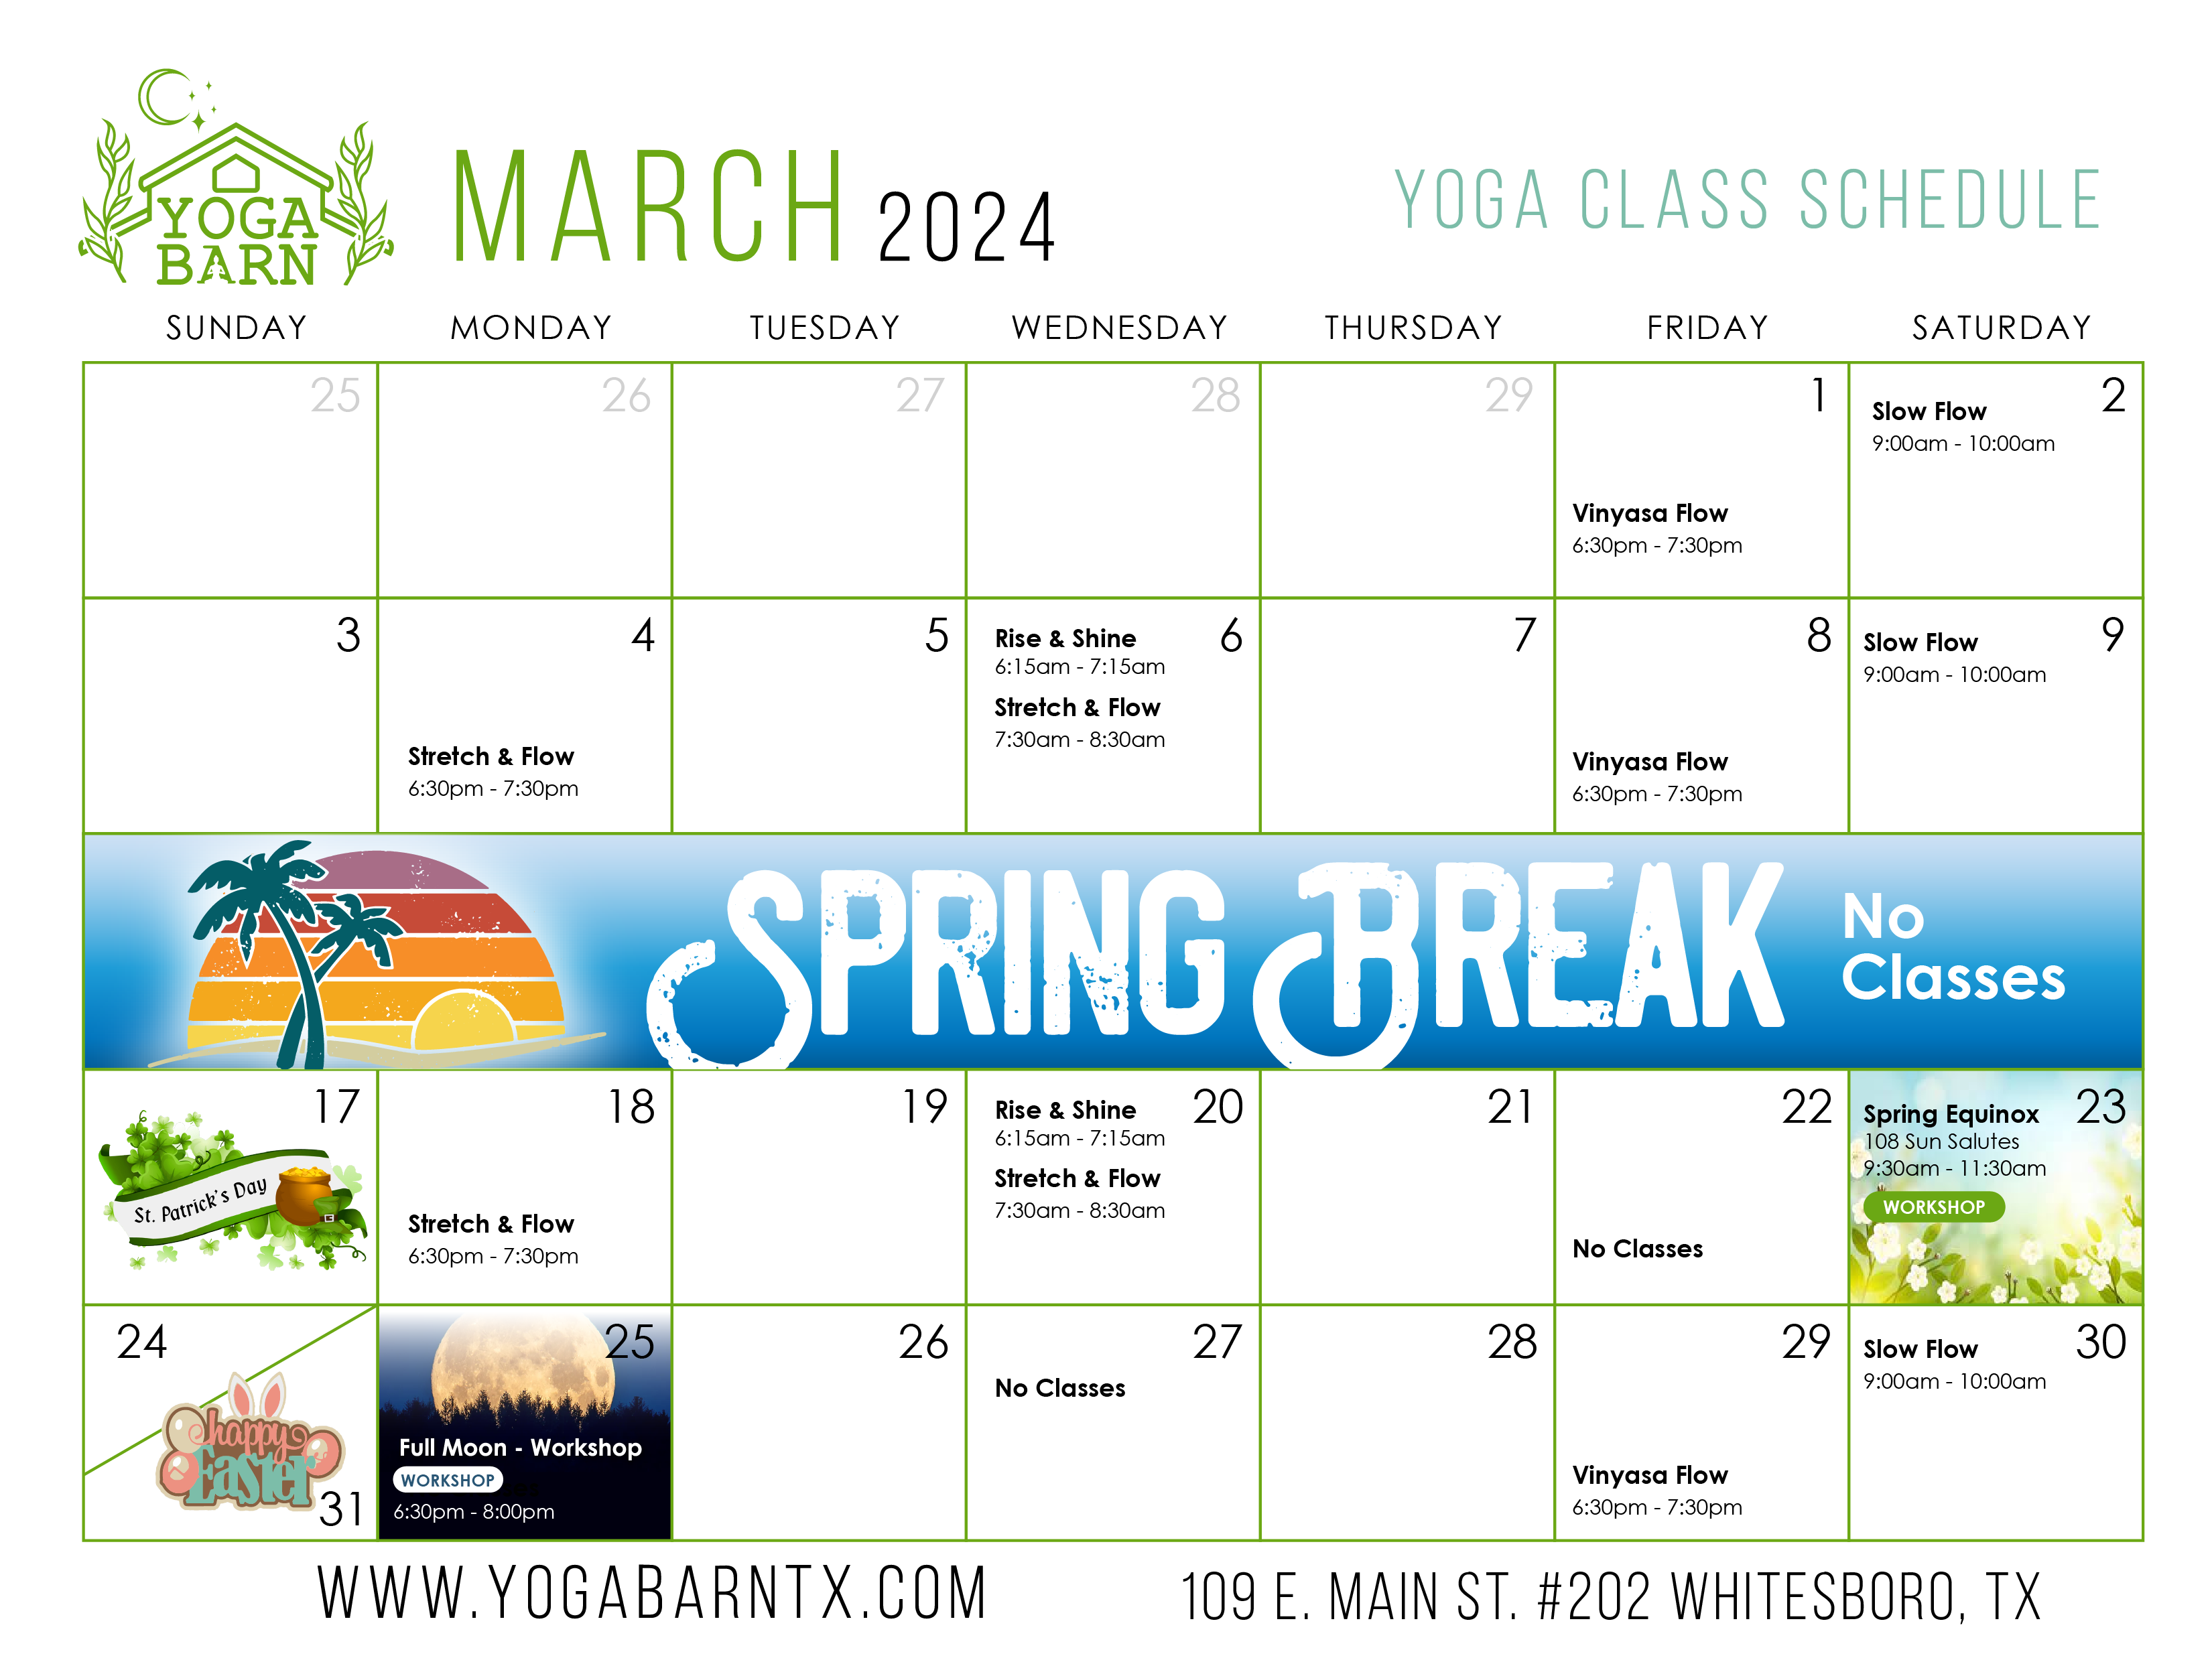 YOGA
BARN
MARCH 2024
YOGA CLASS SCHEDULE
SUNDAY MONDAY TUESDAY WEDNESDAY THURSDAY FRIDAY SATURDAY
25
26
27
28
29
1
Vinyasa Flow
6:30pm - 7:30pm
2
Slow Flow
9:00am - 10:00am
3
4
Stretch & Flow
6:30pm - 7:30pm
5
6
Rise & Shine
6:15am - 7:15am
Stretch & Flow
7:30am - 8:30am
7
8
Vinyasa Flow
6:30pm - 7:30pm
9
Slow Flow
9:00am - 10:00am
SPRING BREAK
No
Classes
17
St. Patrick's Day
18
Stretch & Flow
6:30pm - 7:30pm
19
20
Rise & Shine
6:15am - 7:15am
Stretch & Flow
7:30am - 8:30am
21
22
No Classes
23
Spring Equinox
108 Sun Salutes
9:30am - 11:30am
WORKSHOP
24
happy
Easter
31
25
Full Moon - Workshop
WORKSHOP
6:30pm - 8:00pm
26
27
No Classes
28
29
Vinyasa Flow
6:30pm - 7:30pm
30
Slow Flow
9:00am - 10:00am
WWW.YOGABARNTX.COM
109 E. MAIN ST. #202 WHITESBORO, TX